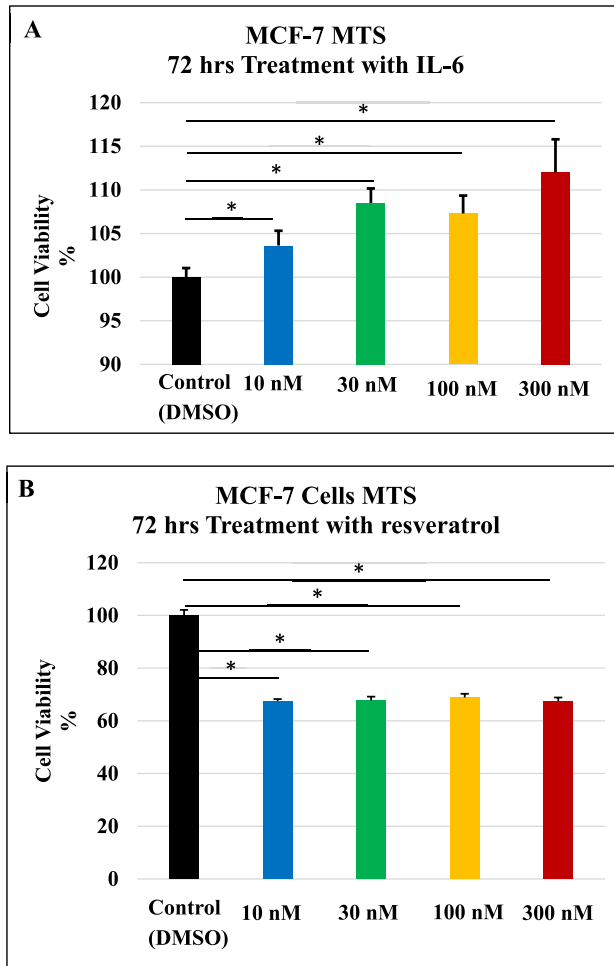 A
MCF-7 MTS
72 hrs Treatment with IL-6
Cell Viability
%
120
115
110
105
100
95
90
*
*
*
*
Control
(DMSO)
10 nM
30 nM
100 nM
300 nM
B
MCF-7 Cells MTS
72 hrs Treatment with resveratrol
Cell Viability
%
120
100
80
60
40
20
0
*
*
*
*
Control
(DMSO)
10 nM
30 nM
100 nM
300 nM